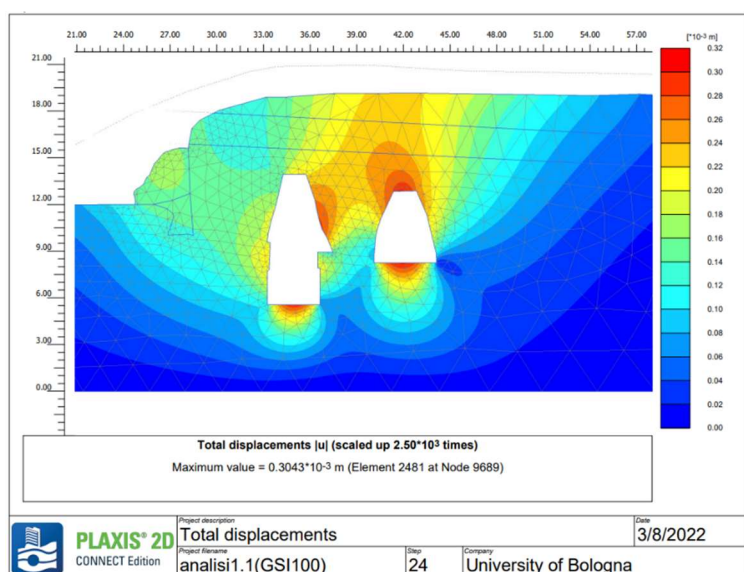 21.00 24.00 27.00 30.00 33.00 36.00 39.00 42.00 45.00 48.00 51.00 54.00 57.00
[*10-3 m]
21.00
18.00
15.00
12.00
9.00
6.00
3.00
0.00
0.32
0.30
0.28
0.26
0.24
0.22
0.20
0.18
0.16
0.14
0.12
0.10
0.08
0.06
0.04
0.02
0.00
Total displacements |u| (scaled up 2.50*10³ times)
Maximum value = 0.3043*10-3 m (Element 2481 at Node 9689)
PLAXIS® 2D
CONNECT Edition
Project description
Total displacements
Date
3/8/2022
Project filename
analisi1.1(GSI100)
Step
24
Company
University of Bologna